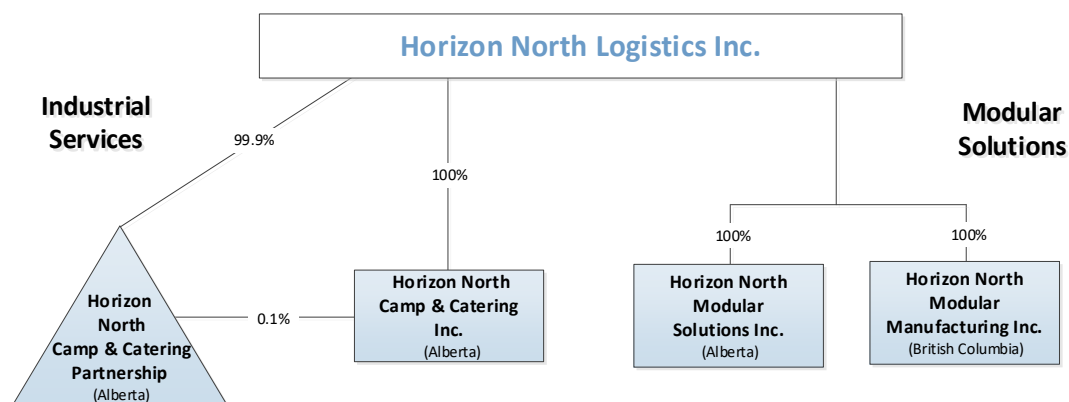 Horizon North Logistics Inc.
Industrial
Services
Modular
Solutions
99.9%
100%
100%
100%
Horizon
North
Camp & Catering
Partnership
(Alberta)
0.1%
Horizon North
Camp & Catering
Inc.
(Alberta)
Horizon North
Modular
Solutions Inc.
(Alberta)
Horizon North
Modular
Manufacturing Inc.
(British Columbia)